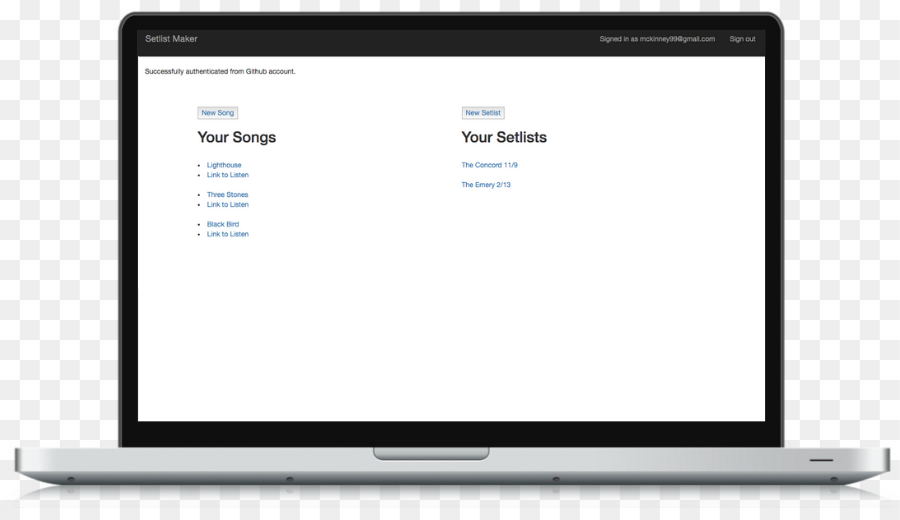 Setlist Maker
Signed in as mckinney99@gmail.com
Sign out
Successfully authenticated from Github account.
New Song
Your Songs
Lighthouse
Link to Listen
Three Stones
Link to Listen
Black Bird
Link to Listen
New Setlist
Your Setlists
The Concord 11/9
The Emery 2/13